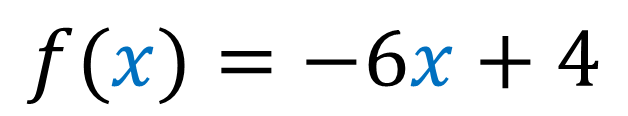 f(x) = −6x + 4